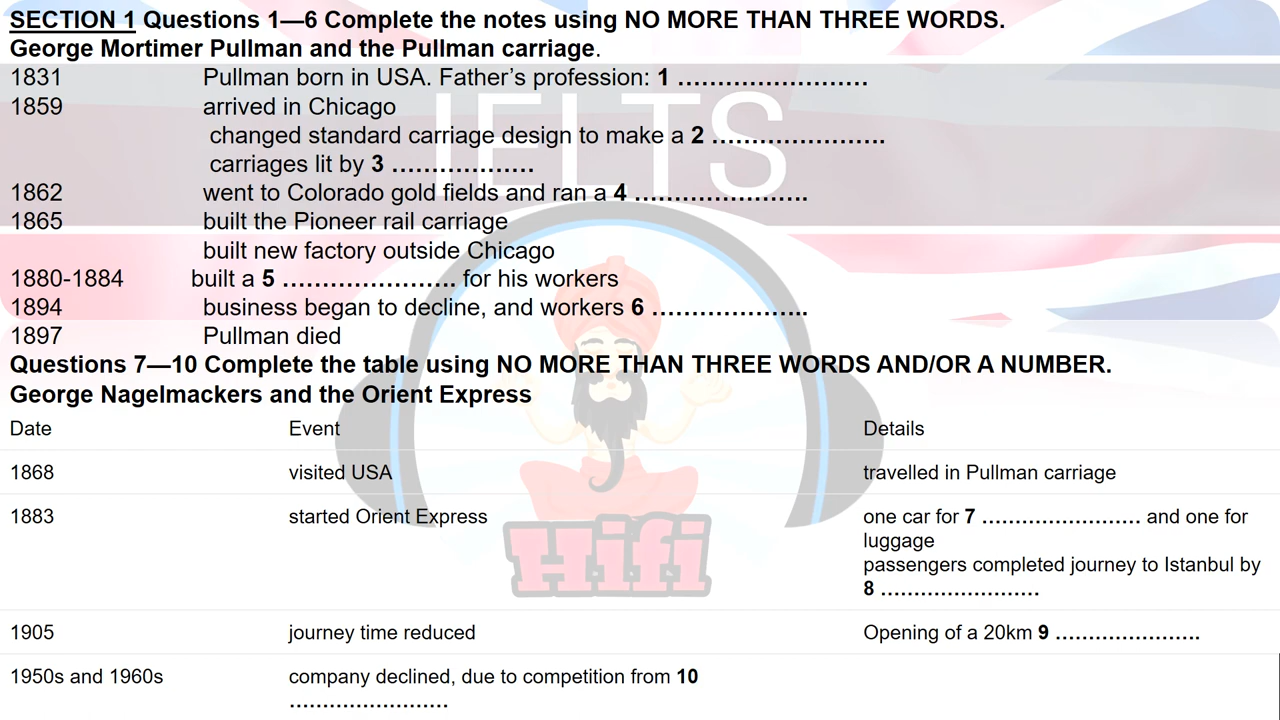 SECTION 1 Questions 1—6 Complete the notes using NO MORE THAN THREE WORDS.
George Mortimer Pullman and the Pullman carriage.
1831 Pullman born in USA. Father's profession: 1 ……………………
1859 arrived in Chicago
changed standard carriage design to make a 2 …………………..
carriages lit by 3 ………………
1862 went to Colorado gold fields and ran a 4 ………………….
1865 built the Pioneer rail carriage
built new factory outside Chicago
1880-1884 built a 5 …………………. for his workers
1894 business began to decline, and workers 6 ………………..
1897 Pullman died
Questions 7—10 Complete the table using NO MORE THAN THREE WORDS AND/OR A NUMBER.
George Nagelmackers and the Orient Express
Date Event Details
1868 visited USA travelled in Pullman carriage
1883 started Orient Express one car for 7 …………………… and one for
luggage
passengers completed journey to Istanbul by
8 ……………………
1905 journey time reduced Opening of a 20km 9 ………………….
1950s and 1960s company declined, due to competition from 10
……………………
IELTS
Hifi